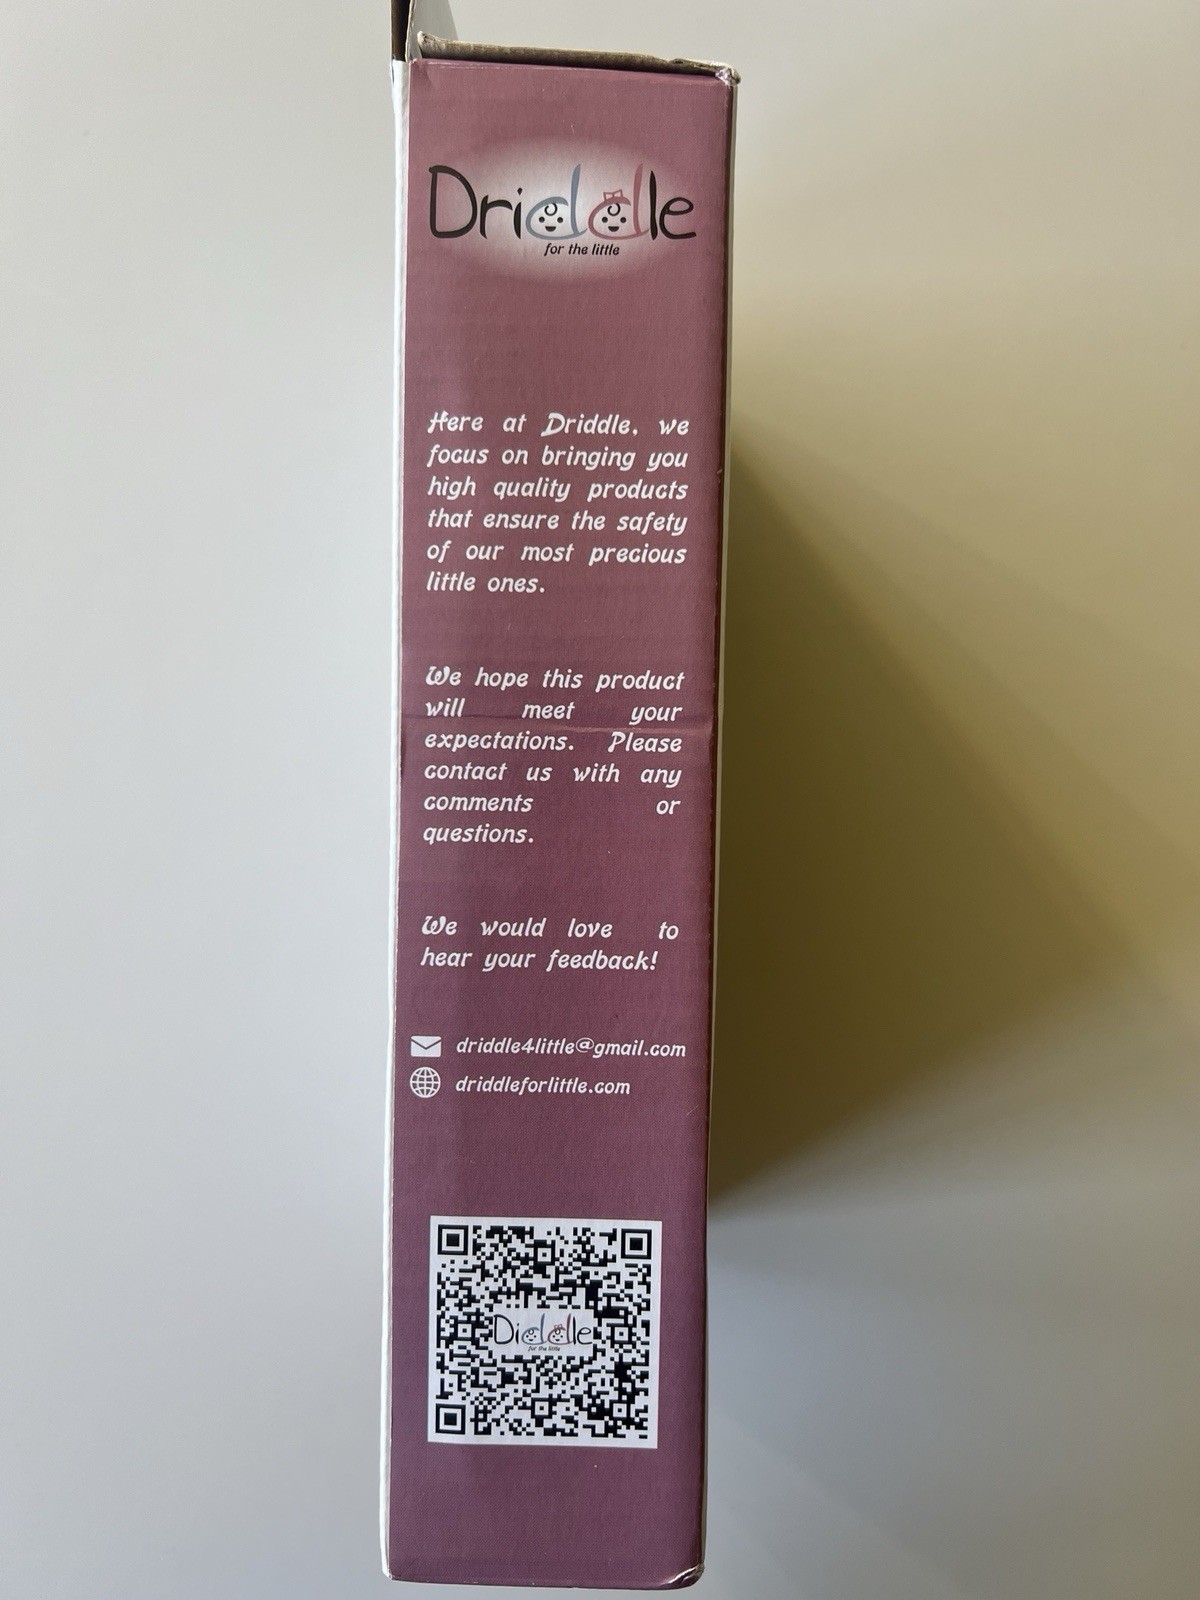 Driddle
for the little
Here at Driddle, we
focus on bringing you
high quality products
that ensure the safety
of our most precious
little ones.
We hope this product
will meet your
expectations. Please
contact us with any
comments or
questions.
We would love to
hear your feedback!
driddle4little@gmail.com
driddleforlittle.com
Diddle
for the little